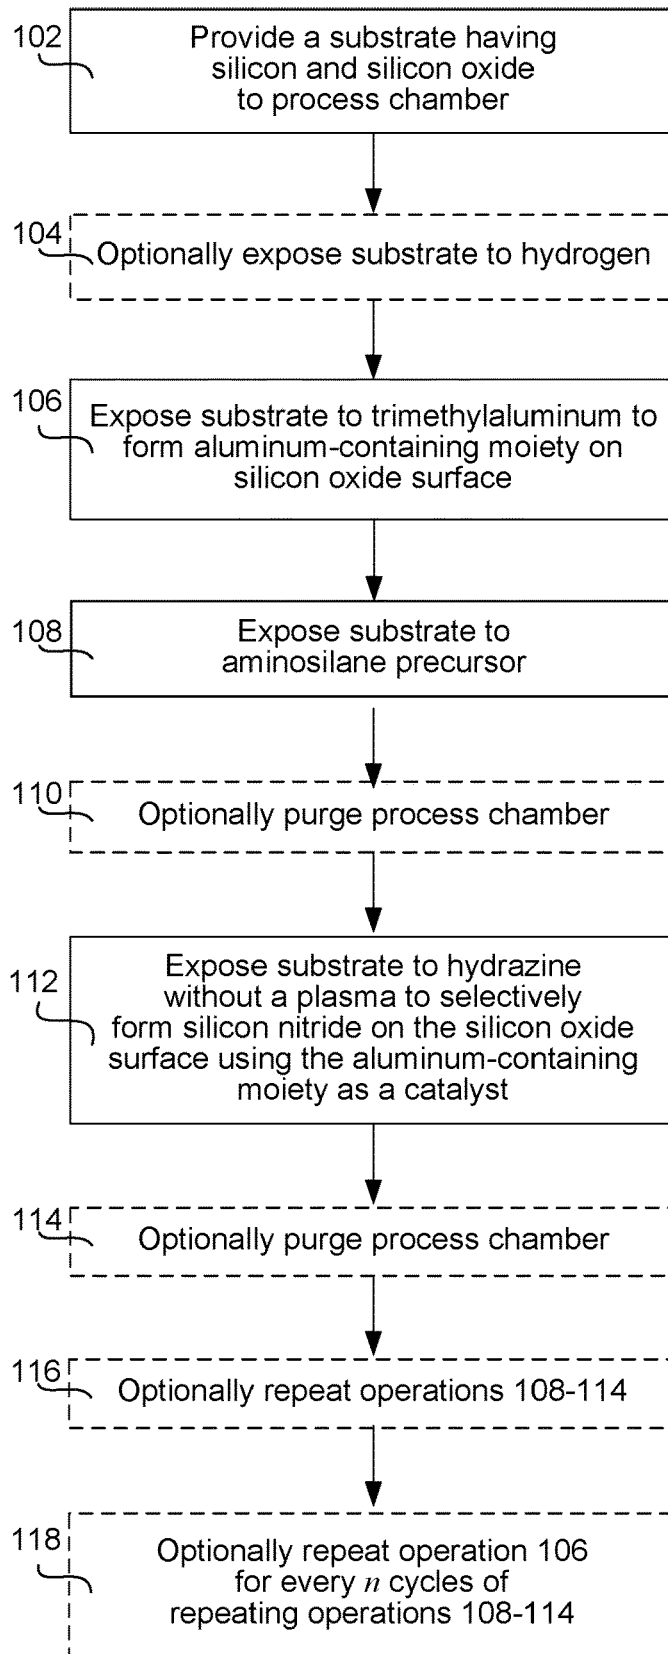 102
Provide a substrate having
silicon and silicon oxide
to process chamber
104
Optionally expose substrate to hydrogen
106
Expose substrate to trimethylaluminum to
form aluminum-containing moiety on
silicon oxide surface
108
Expose substrate to
aminosilane precursor
110
Optionally purge process chamber
112
Expose substrate to hydrazine
without a plasma to selectively
form silicon nitride on the silicon oxide
surface using the aluminum-containing
moiety as a catalyst
114
Optionally purge process chamber
116
Optionally repeat operations 108-114
118
Optionally repeat operation 106
for every n cycles of
repeating operations 108-114